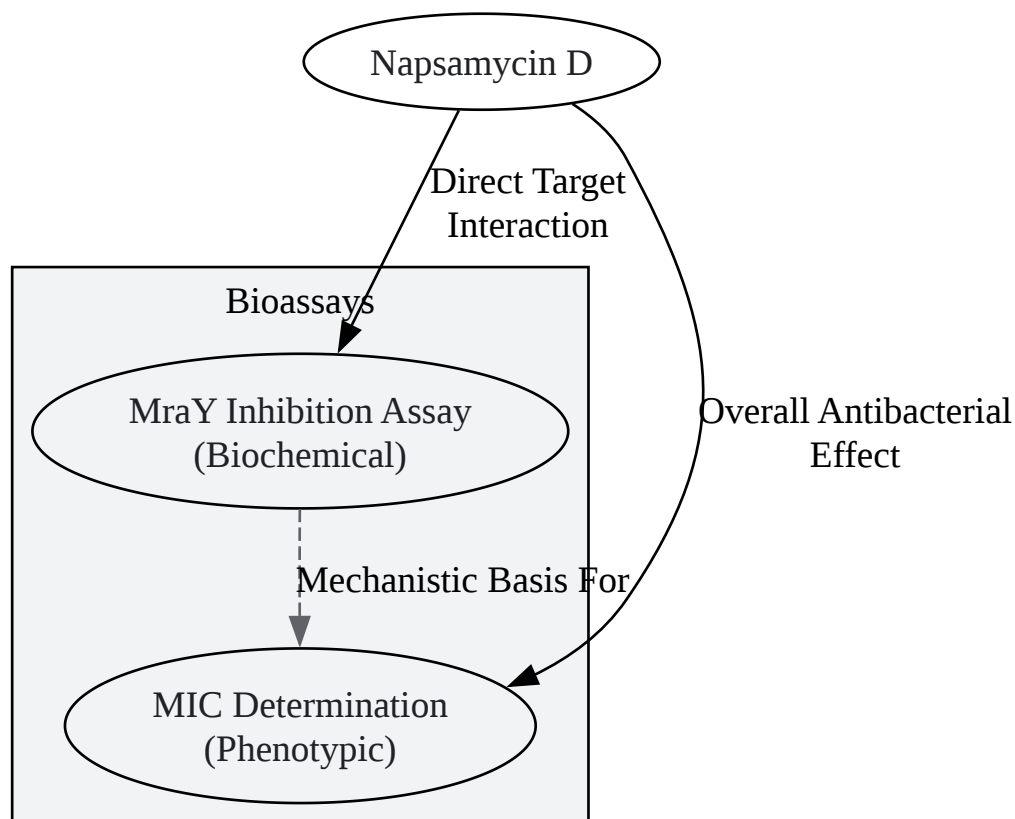 Napsamycin D
Direct Target
Interaction
Bioassays
MraY Inhibition Assay
(Biochemical)
Overall Antibacterial
Effect
Mechanistic Basis For
MIC Determination
(Phenotypic)